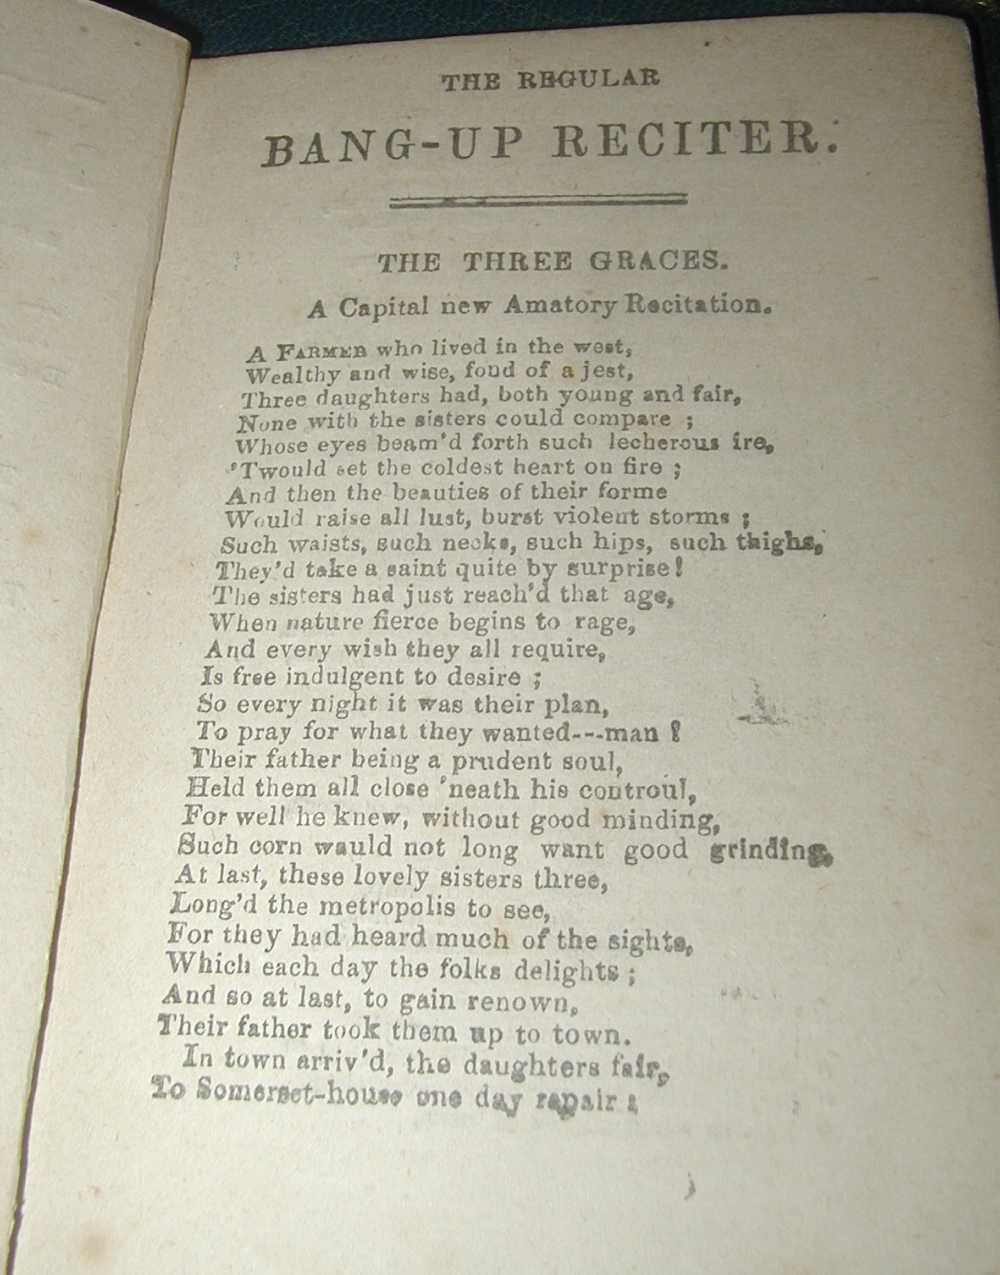 THE REGULAR
BANG-UP RECITER.
THE THREE GRACES.
A Capital new Amatory Recitation.
A FARMER who lived in the west,
Wealthy and wise, foud of a jest,
Three daughters had, both young and fair,
None with the sisters could compare ;
Whose eyes beam'd forth such lecherous ire,
'Twould set the coldest heart on fire ;
And then the beauties of their forme
Would raise all lust, burst violent storms ;
Such waists, such necks, such hips, such thighs,
They'd take a saint quite by surprise!
The sisters had just reach'd that age,
When nature fierce begins to rage,
And every wish they all require,
Is free indulgent to desire ;
So every night it was their plan,
To pray for what they wanted---man !
Their father being a prudent soul,
Held them all close 'neath his controul,
For well he knew, without good minding,
Such corn wauld not long want good grinding,
At last, these lovely sisters three,
Long'd the metropolis to see,
For they had heard much of the sights,
Which each day the folks delights ;
And so at last, to gain renown,
Their father took them up to town.
In town arriv'd, the daughters fair,
To Somerset-house one day repair :